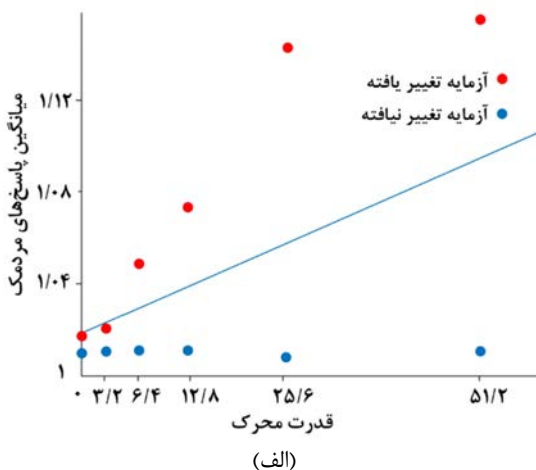 میانگین پاسخ‌های مردمک
۱/۱۲
۱/۰۸
۱/۰۴
۱
آزمایه تغییر یافته
آزمایه تغییر نیافته
۰ ۳/۲ ۶/۴ ۱۲/۸ ۲۵/۶ ۵۱/۲
قدرت محرک
(الف)